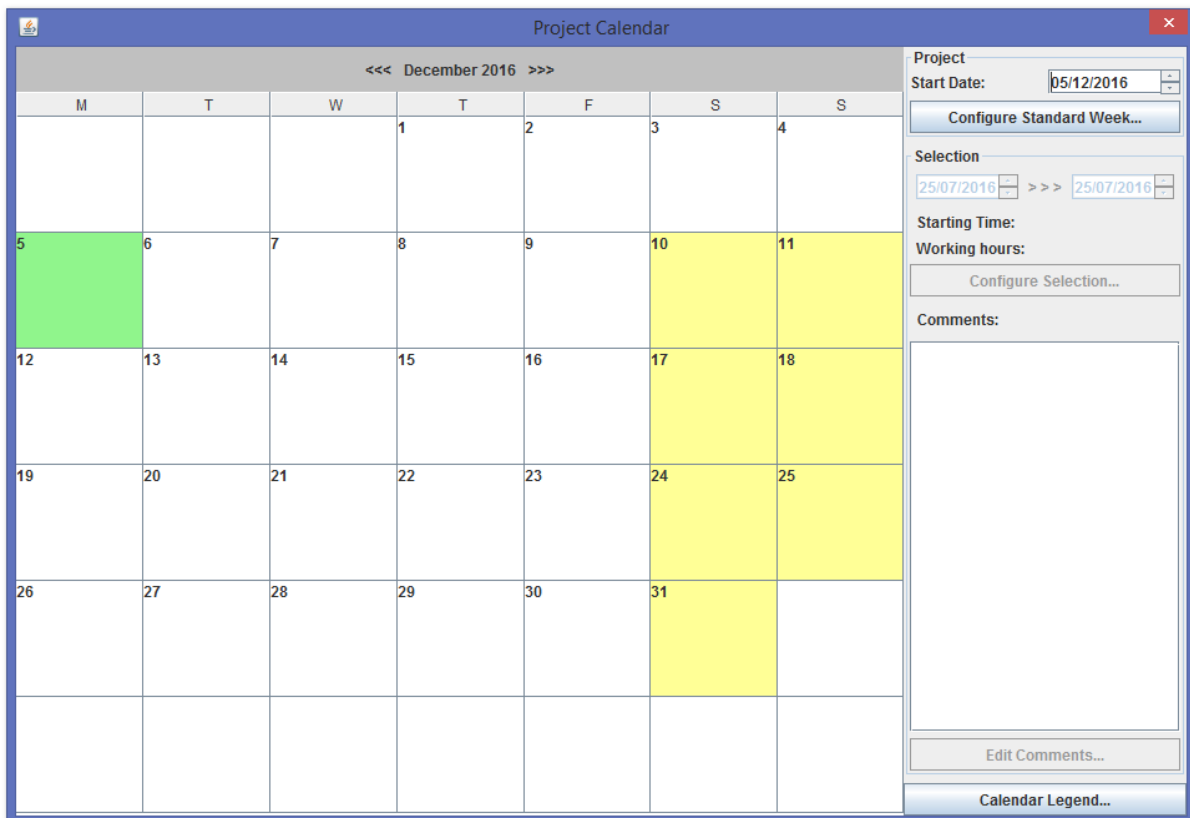 Project Calendar
<<< December 2016 >>>
M T W T F S S
1 2 3 4
5 6 7 8 9 10 11
12 13 14 15 16 17 18
19 20 21 22 23 24 25
26 27 28 29 30 31
Project
Start Date: 05/12/2016
Configure Standard Week...
Selection
25/07/2016 > > > 25/07/2016
Starting Time:
Working hours:
Configure Selection...
Comments:
Edit Comments...
Calendar Legend...